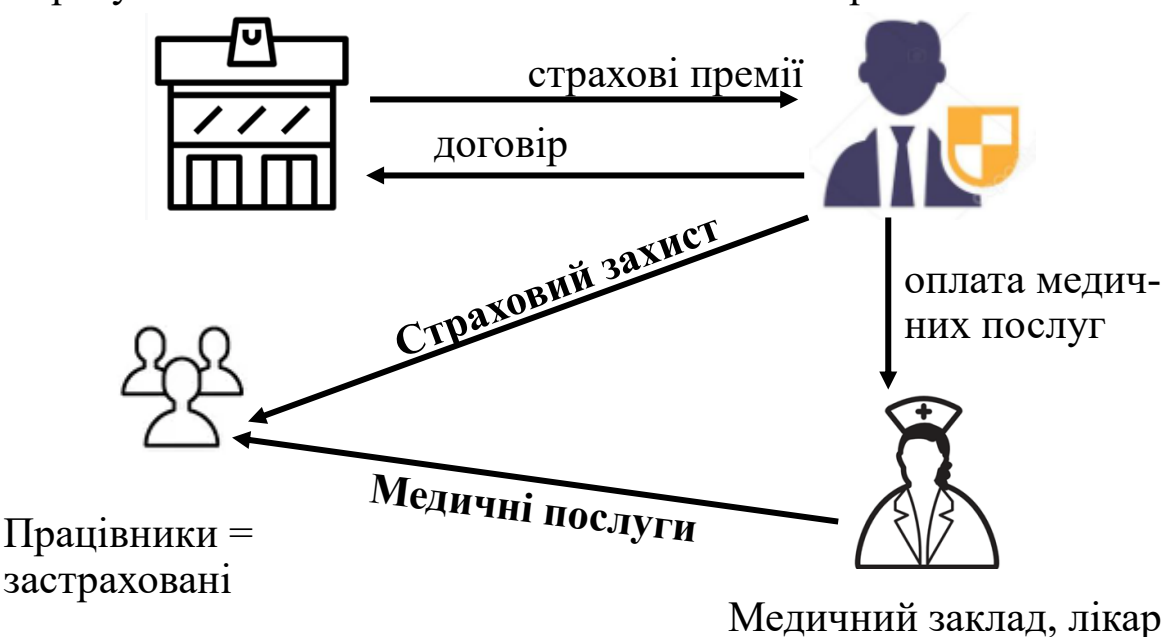 страхові премії
договір
Страховий захист
оплата медич-
них послуг
Медичні послуги
Працівники =
застраховані
Медичний заклад, лікар